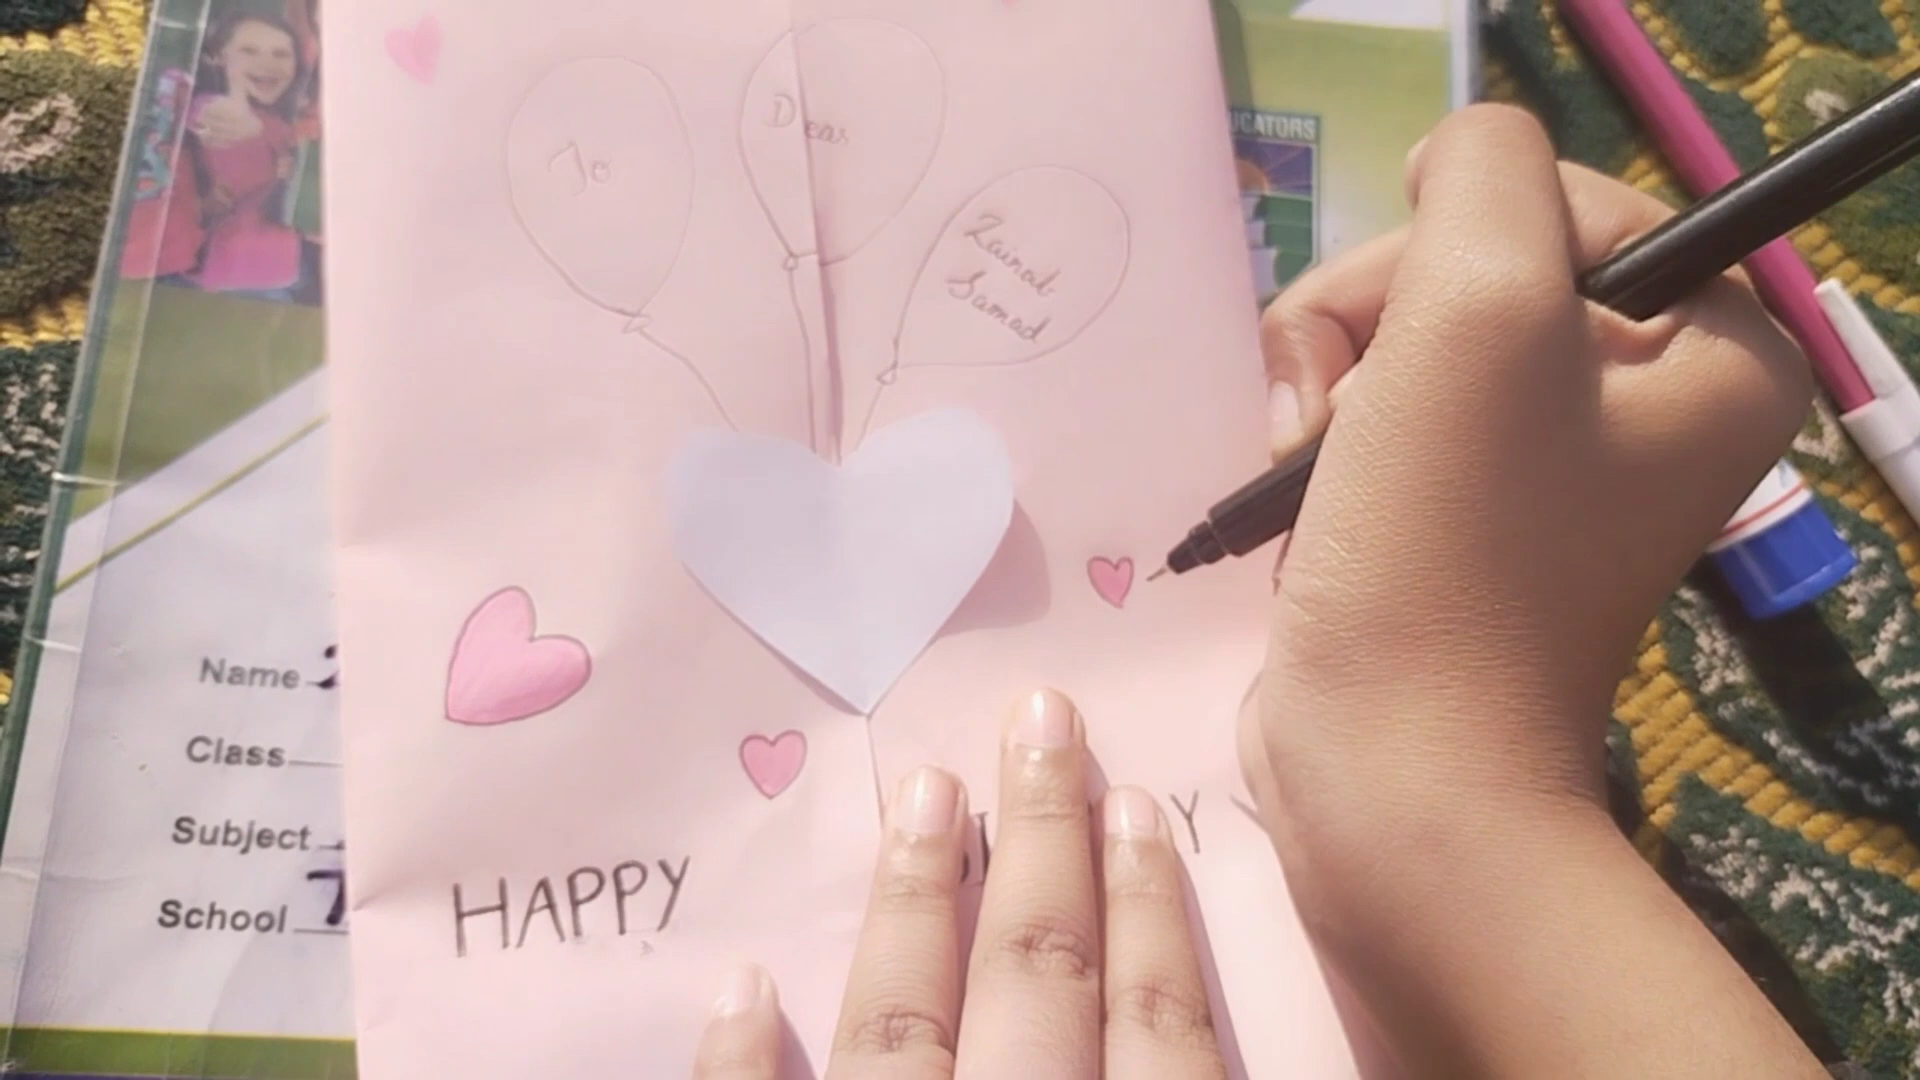 To
Dear
Zainab
Samad
UCATORS
Name
Class
Subject
School
HAPPY
Y